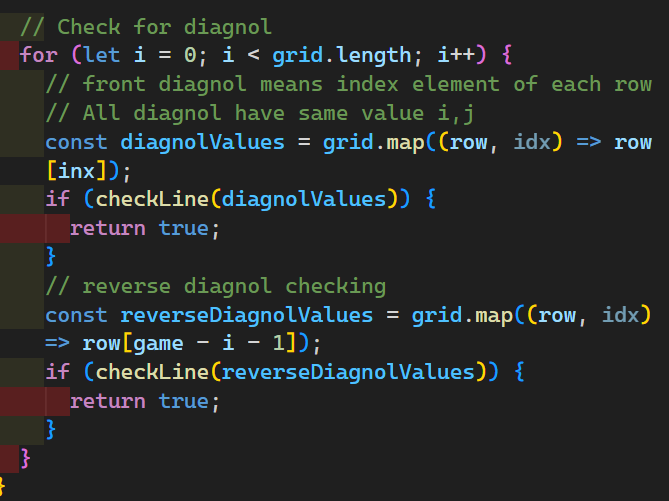 // Check for diagnol
for (let i = 0; i < grid.length; i++) {
// front diagnol means index element of each row
// All diagnol have same value i,j
const diagnolValues = grid.map((row, idx) => row
[inx]);
if (checkLine(diagnolValues)) {
return true;
}
// reverse diagnol checking
const reverseDiagnolValues = grid.map((row, idx)
=> row[game - i - 1]);
if (checkLine(reverseDiagnolValues)) {
return true;
}
}
}